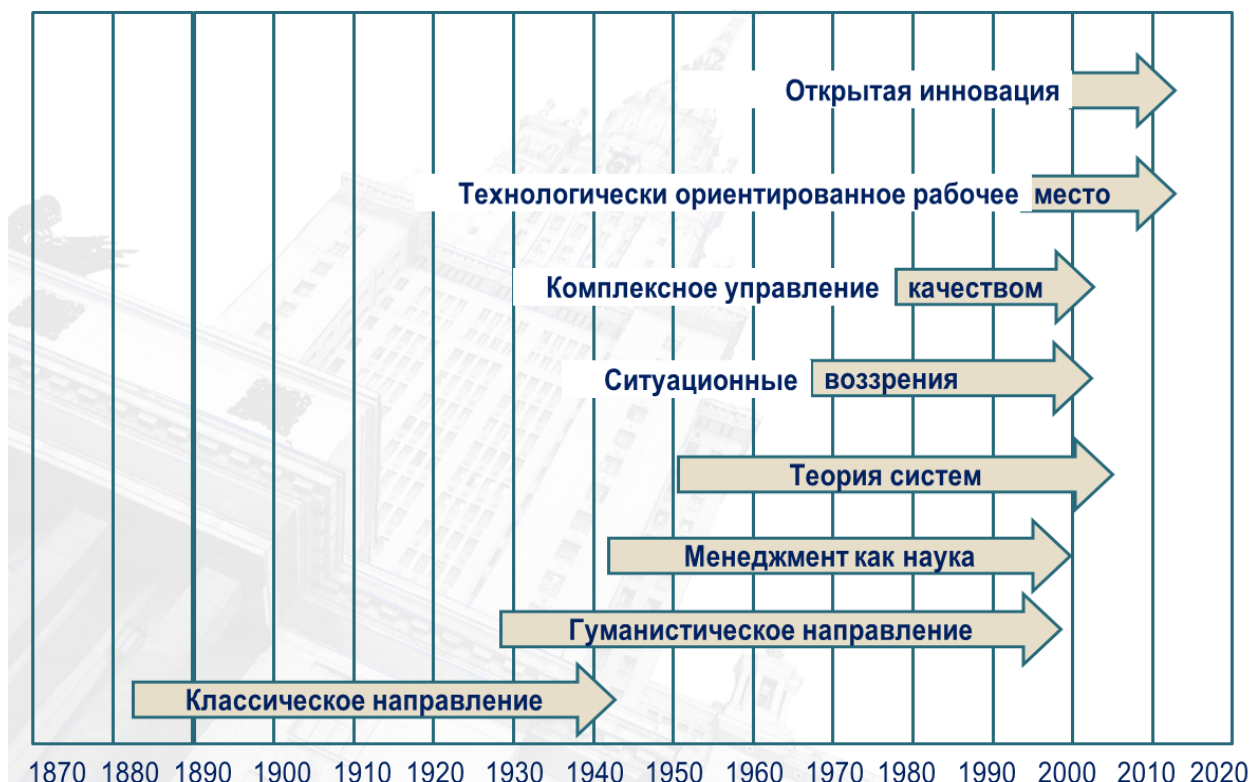 Открытая инновация
Технологически ориентированное рабочее место
Комплексное управление качеством
Ситуационные воззрения
Теория систем
Менеджмент как наука
Гуманистическое направление
Классическое направление
1870 1880 1890 1900 1910 1920 1930 1940 1950 1960 1970 1980 1990 2000 2010 2020